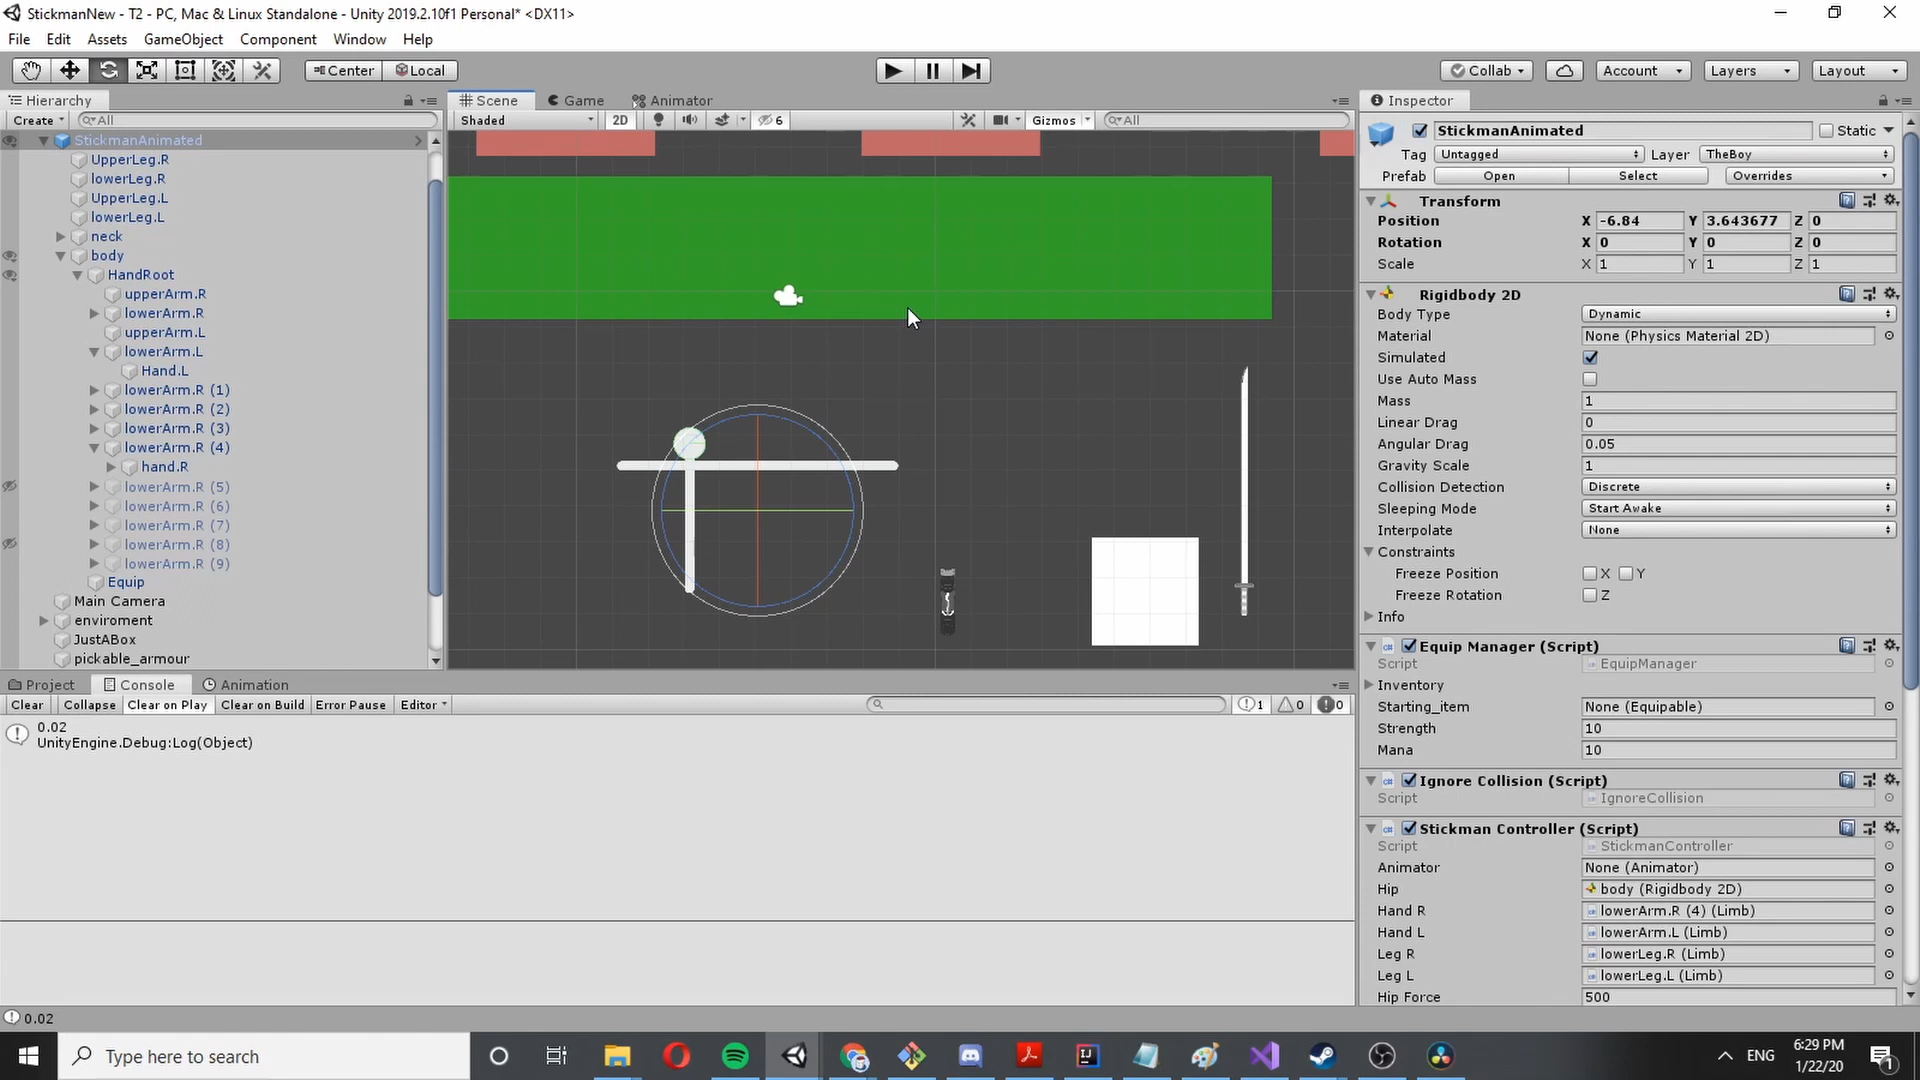 StickmanNew - T2 - PC, Mac & Linux Standalone - Unity 2019.2.10f1 Personal* <DX11>
File Edit Assets GameObject Component Window Help
Center Local Collab Account Layers Layout
Hierarchy
Create All
StickmanAnimated
UpperLeg.R
lowerLeg.R
UpperLeg.L
lowerLeg.L
neck
body
HandRoot
upperArm.R
lowerArm.R
upperArm.L
lowerArm.L
Hand.L
lowerArm.R (1)
lowerArm.R (2)
lowerArm.R (3)
lowerArm.R (4)
hand.R
lowerArm.R (5)
lowerArm.R (6)
lowerArm.R (7)
lowerArm.R (8)
lowerArm.R (9)
Equip
Main Camera
enviroment
JustABox
pickable_armour
Scene Game Animator
Shaded 2D 6 Gizmos All
Project Console Animation
Clear Collapse Clear on Play Clear on Build Error Pause Editor 1 0 0
0.02
UnityEngine.Debug:Log(Object)
0.02
Inspector
StickmanAnimated Static
Tag Untagged Layer TheBoy
Prefab Open Select Overrides
Transform
Position X -6.84 Y 3.643677 Z 0
Rotation X 0 Y 0 Z 0
Scale X 1 Y 1 Z 1
Rigidbody 2D
Body Type Dynamic
Material None (Physics Material 2D)
Simulated
Use Auto Mass
Mass 1
Linear Drag 0
Angular Drag 0.05
Gravity Scale 1
Collision Detection Discrete
Sleeping Mode Start Awake
Interpolate None
Constraints
Freeze Position X Y
Freeze Rotation Z
Info
Equip Manager (Script)
Script EquipManager
Inventory
Starting_item None (Equipable)
Strength 10
Mana 10
Ignore Collision (Script)
Script IgnoreCollision
Stickman Controller (Script)
Script StickmanController
Animator None (Animator)
Hip body (Rigidbody 2D)
Hand R lowerArm.R (4) (Limb)
Hand L lowerArm.L (Limb)
Leg R lowerLeg.R (Limb)
Leg L lowerLeg.L (Limb)
Hip Force 500
Type here to search
ENG
6:29 PM
1/22/20
1